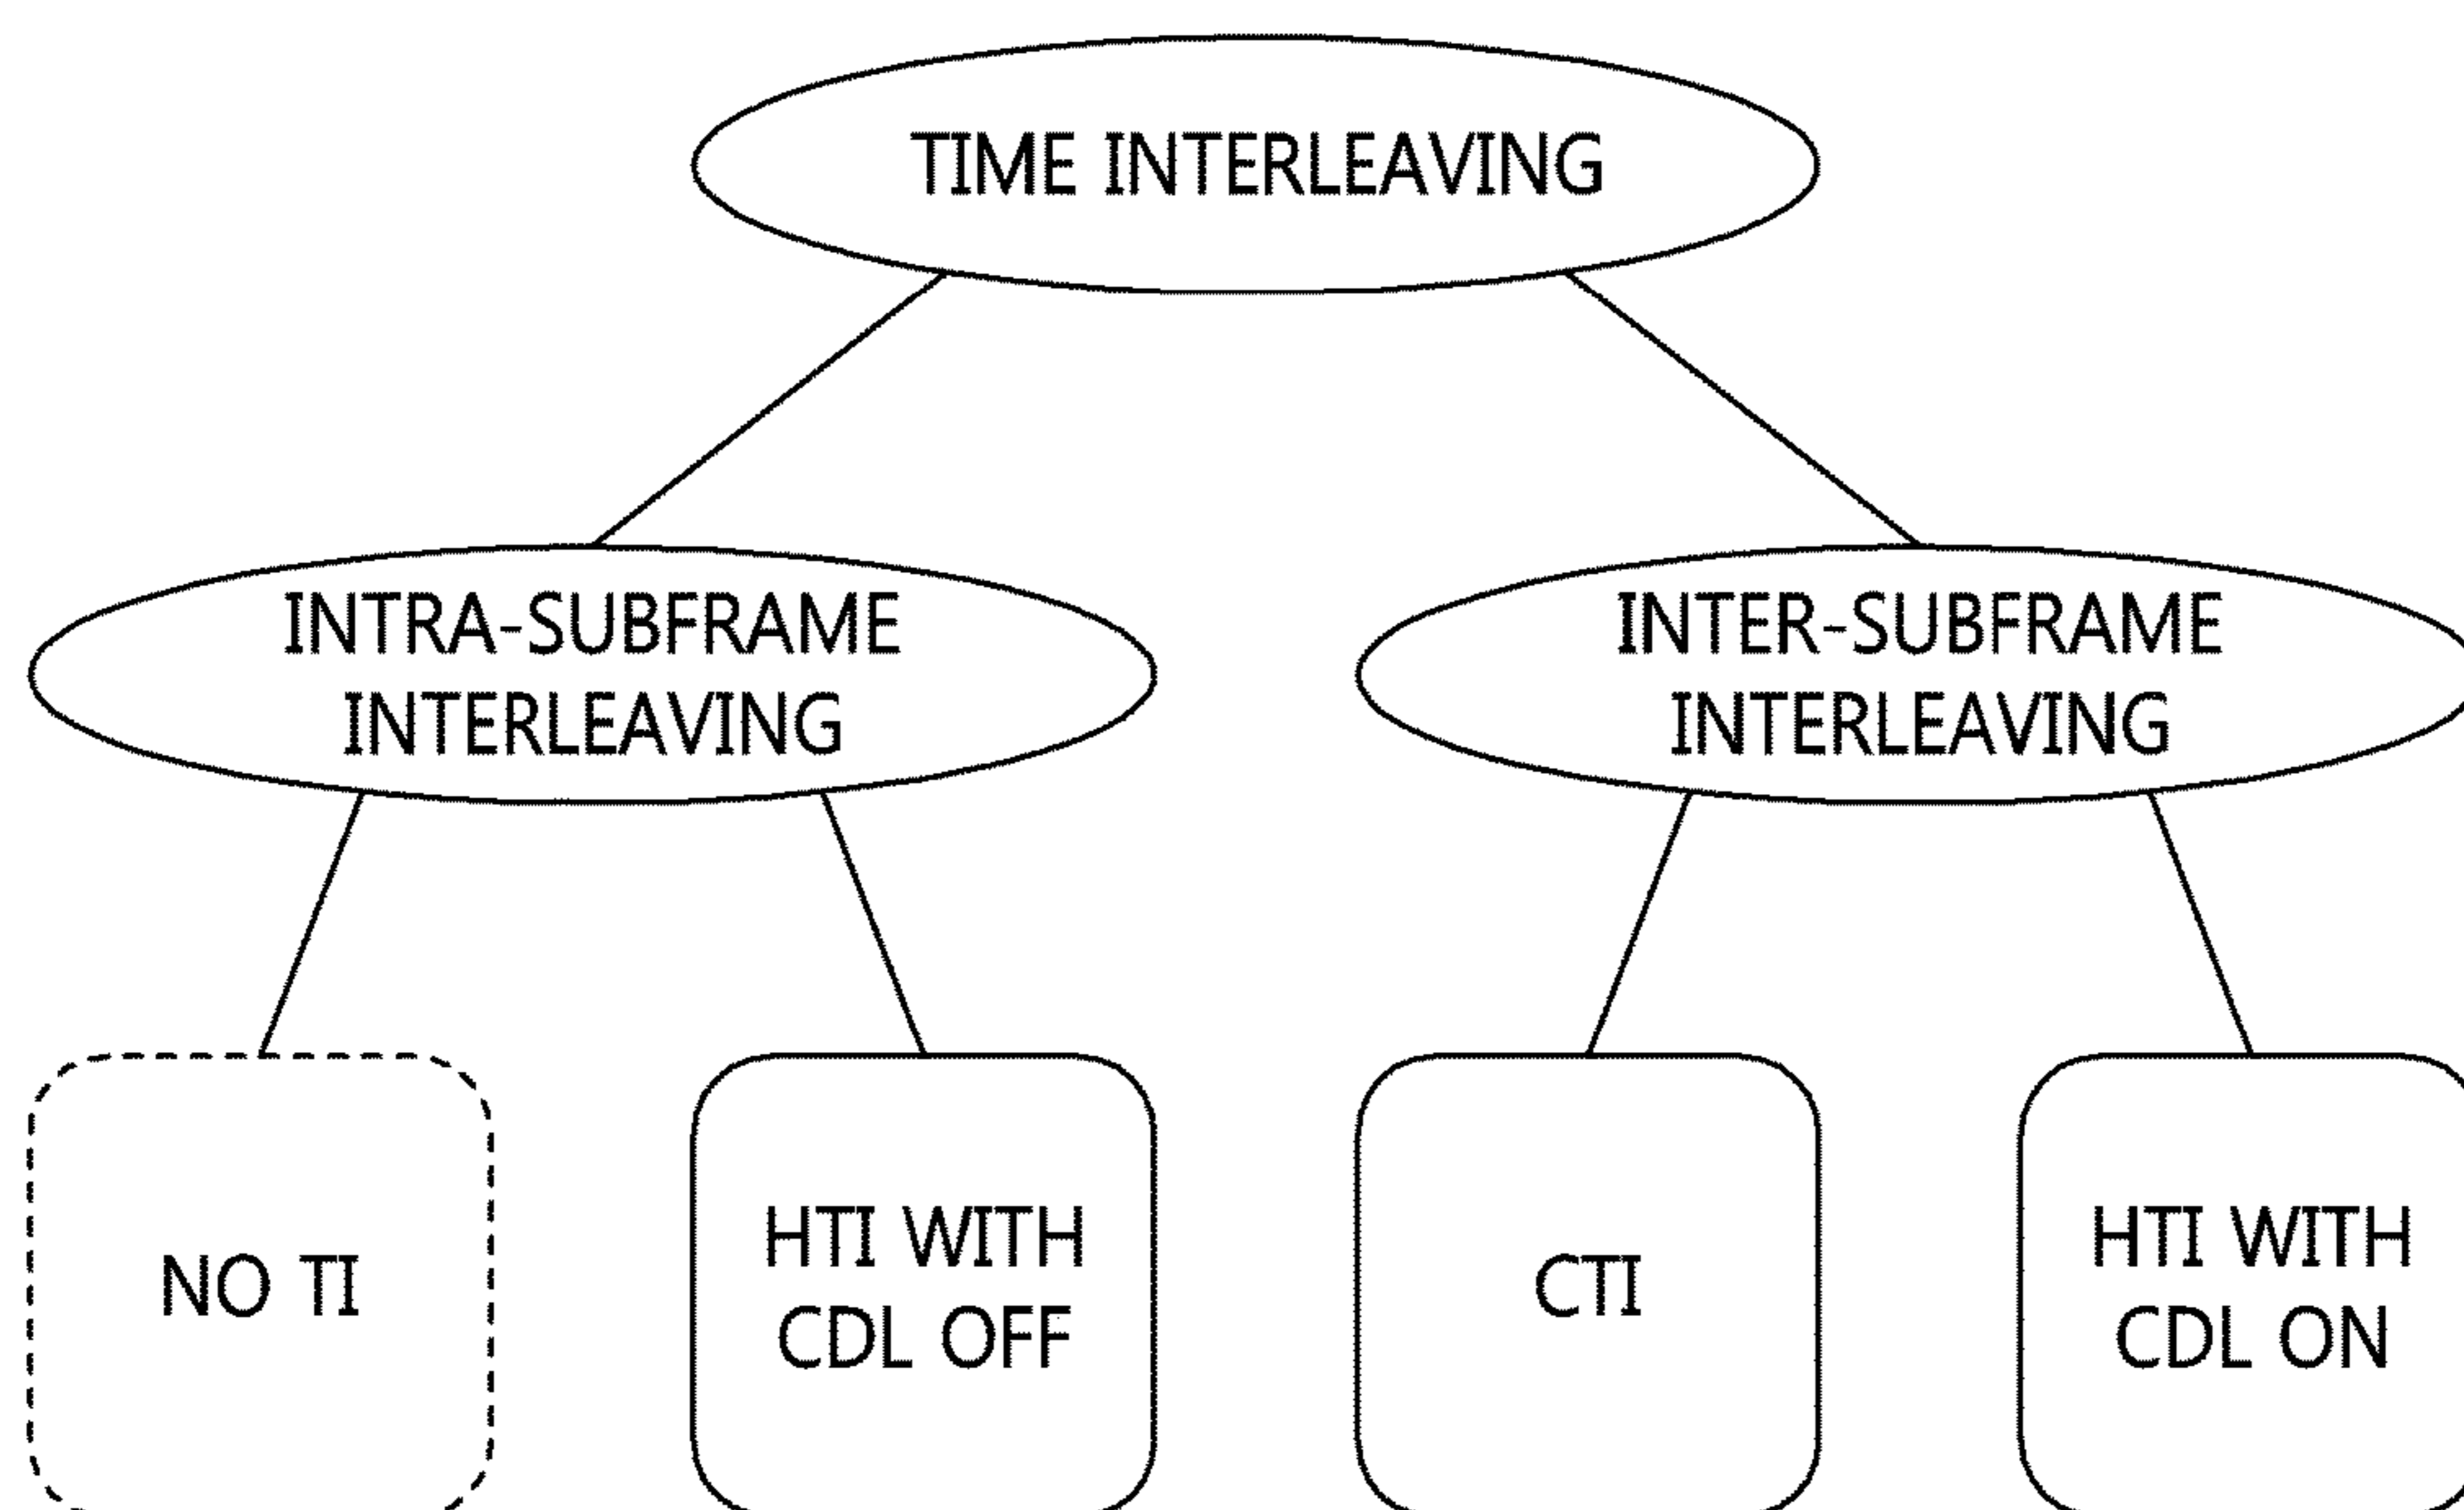 TIME INTERLEAVING
INTRA-SUBFRAME
INTERLEAVING
INTER-SUBFRAME
INTERLEAVING
NO TI
HTI WITH
CDL OFF
CTI
HTI WITH
CDL ON